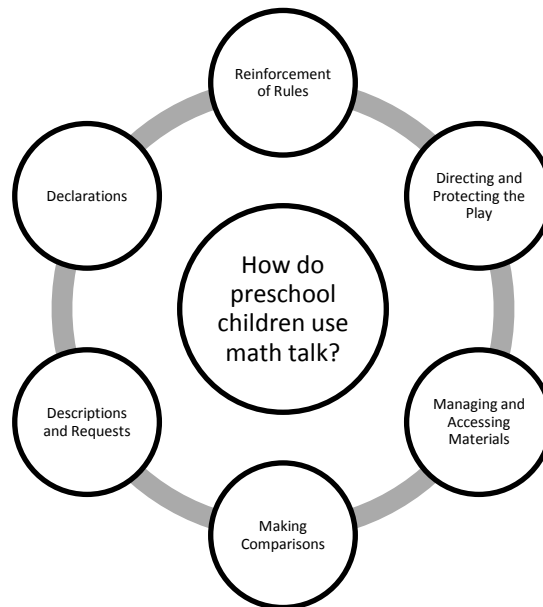 Reinforcement
of Rules
Directing and
Protecting the
Play
Managing and
Accessing
Materials
Making
Comparisons
Descriptions
and Requests
Declarations
How do
preschool
children use
math talk?